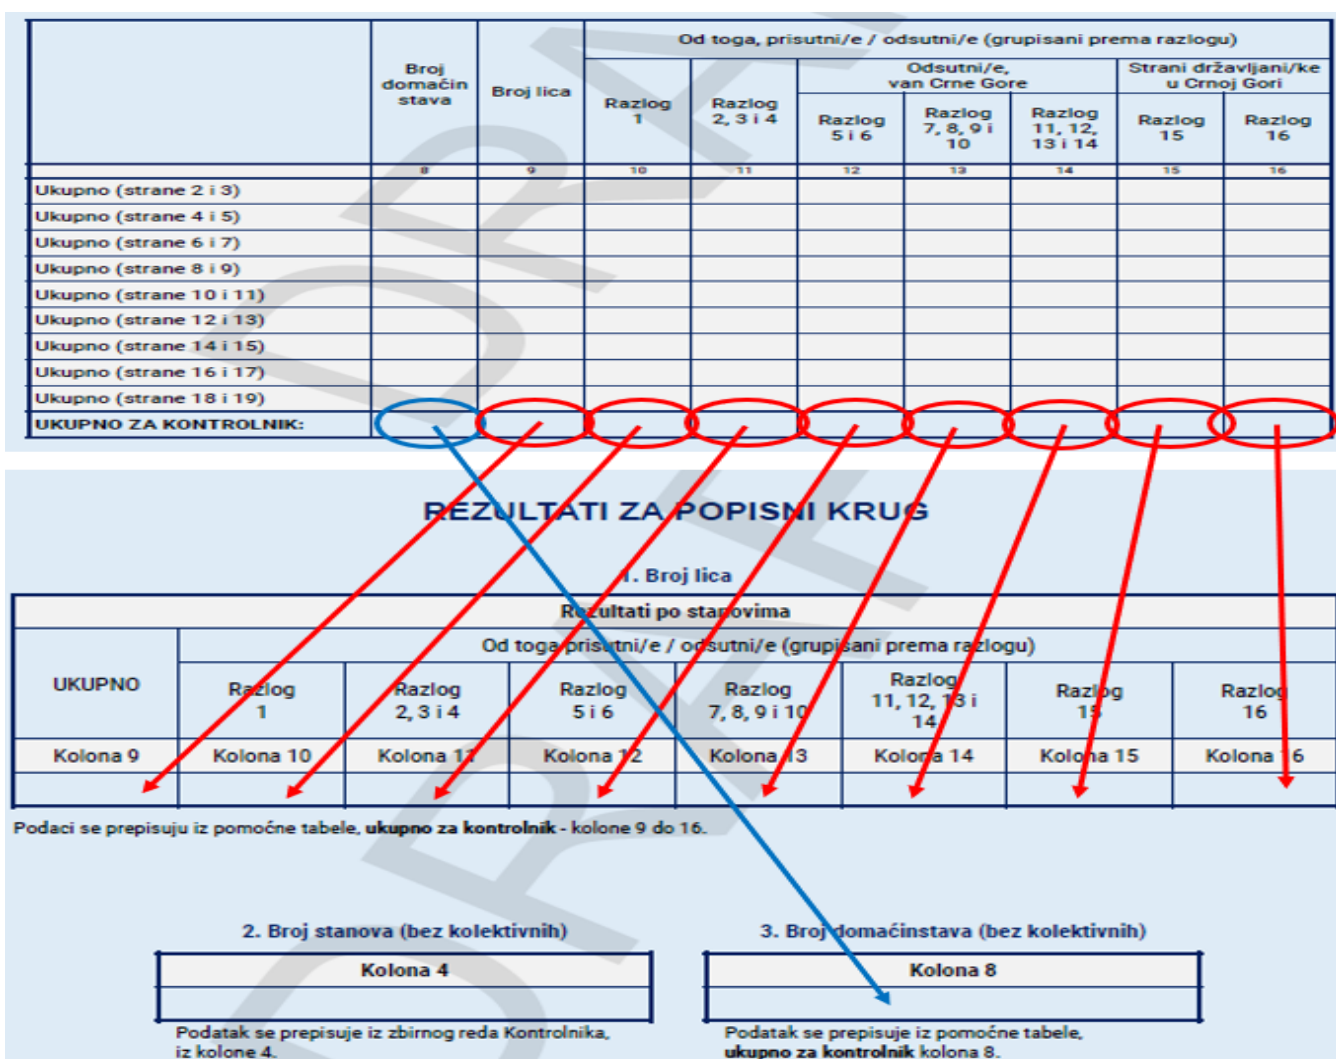 Od toga, prisutni/e / odsutni/e (grupisani prema razlogu)
Broj
domaćin
stava
Broj lica
Razlog
1
Razlog
2, 3 i 4
Odsutni/e,
van Crne Gore
Strani državljani/ke
u Crnoj Gori
Razlog
5 i 6
Razlog
7, 8, 9 i
10
Razlog
11, 12,
13 i 14
Razlog
15
Razlog
16
8 9 10 11 12 13 14 15 16
Ukupno (strane 2 i 3)
Ukupno (strane 4 i 5)
Ukupno (strane 6 i 7)
Ukupno (strane 8 i 9)
Ukupno (strane 10 i 11)
Ukupno (strane 12 i 13)
Ukupno (strane 14 i 15)
Ukupno (strane 16 i 17)
Ukupno (strane 18 i 19)
UKUPNO ZA KONTROLNIK:
REZULTATI ZA POPISNI KRUG
1. Broj lica
Rezultati po stanovima
UKUPNO
Od toga prisutni/e / odsutni/e (grupisani prema razlogu)
Razlog
1
Razlog
2, 3 i 4
Razlog
5 i 6
Razlog
7, 8, 9 i 10
Razlog
11, 12, 13 i
14
Razlog
15
Razlog
16
Kolona 9 Kolona 10 Kolona 11 Kolona 12 Kolona 13 Kolona 14 Kolona 15 Kolona 16
Podaci se prepisuju iz pomoćne tabele, ukupno za kontrolnik - kolone 9 do 16.
2. Broj stanova (bez kolektivnih)
Kolona 4
Podatak se prepisuje iz zbirnog reda Kontrolnika,
iz kolone 4.
3. Broj domaćinstava (bez kolektivnih)
Kolona 8
Podatak se prepisuje iz pomoćne tabele,
ukupno za kontrolnik kolona 8.
DRAFT